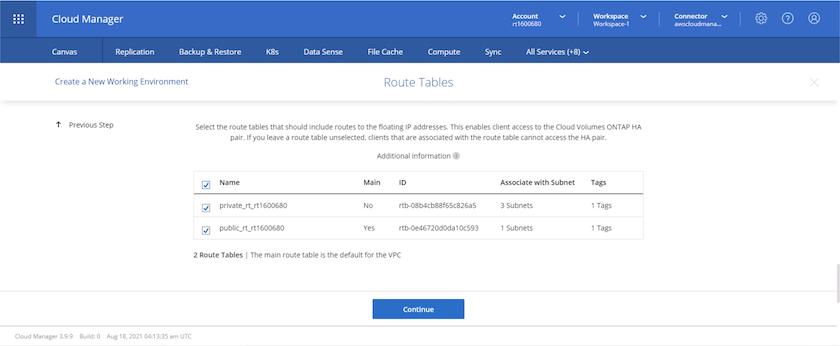 Cloud Manager
Account
rt1600680
Workspace
Workspace-1
Connector
awscloudmana...
Canvas
Replication
Backup & Restore
K8s
Data Sense
File Cache
Compute
Sync
All Services (+8)
Create a New Working Environment
Route Tables
Previous Step
Select the route tables that should include routes to the floating IP addresses. This enables client access to the Cloud Volumes ONTAP HA
pair. If you leave a route table unselected, clients that are associated with the route table cannot access the HA pair.
Additional information
Name Main ID Associate with Subnet Tags
private_rt_rt1600680 No rtb-08b4cb88f65c826a5 3 Subnets 1 Tags
public_rt_rt1600680 Yes rtb-0e46720d0da10c593 1 Subnets 1 Tags
2 Route Tables | The main route table is the default for the VPC
Continue
Cloud Manager 3.9.9 Build: 0 Aug 18, 2021 04:13:35 am UTC